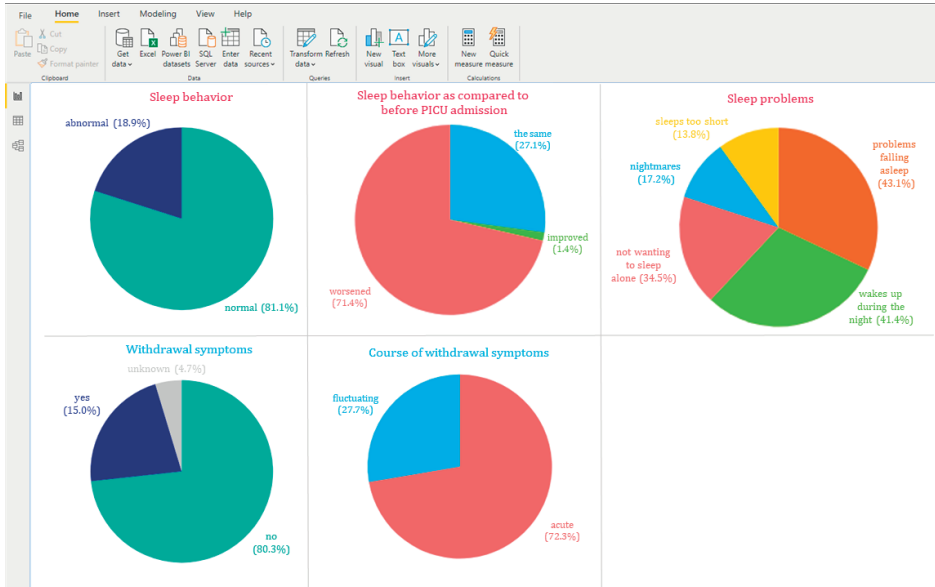 File Home Insert Modeling View Help
Paste
Cut
Copy
Format painter
Clipboard
Get data
Excel
Power BI datasets
SQL Server
Enter data
Recent sources
Data
Transform data
Refresh
Queries
New visual
Text box
More visuals
Insert
New measure
Quick measure
Calculations
Sleep behavior
abnormal (18.9%)
normal (81.1%)
Sleep behavior as compared to
before PICU admission
the same
(27.1%)
improved
(1.4%)
worsened
(71.4%)
Sleep problems
sleeps too short
(13.8%)
problems
falling
asleep
(43.1%)
nightmares
(17.2%)
not wanting
to sleep
alone (34.5%)
wakes up
during the
night (41.4%)
Withdrawal symptoms
unknown (4.7%)
yes
(15.0%)
no
(80.3%)
Course of withdrawal symptoms
fluctuating
(27.7%)
acute
(72.3%)